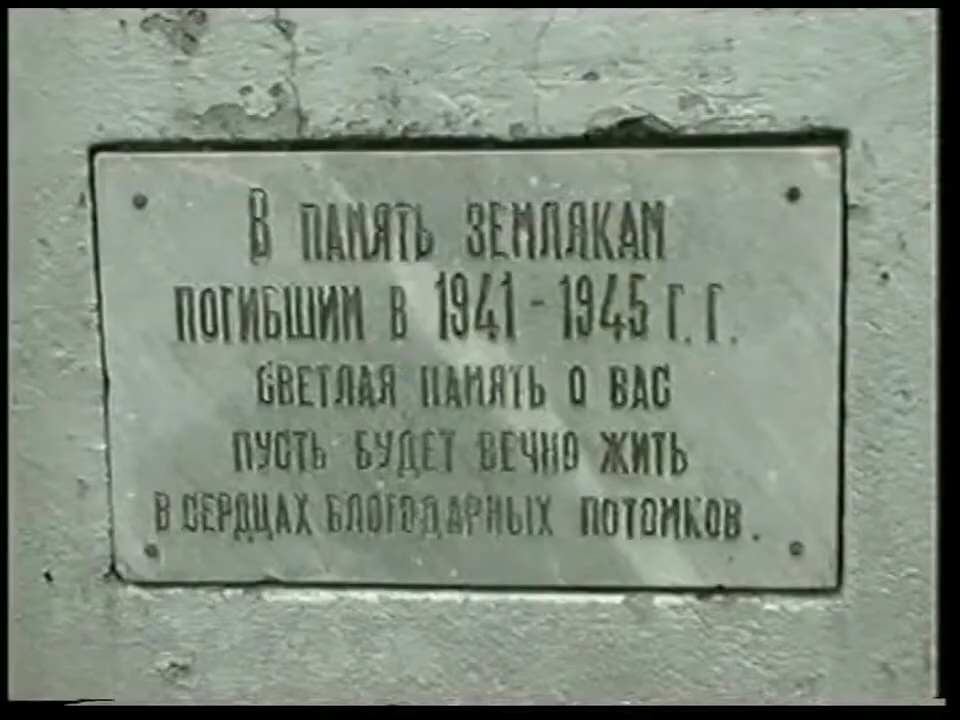 В ПАМЯТЬ ЗЕМЛЯКАМ
ПОГИБШИМ В 1941 - 1945 Г. Г.
СВЕТЛАЯ ПАМЯТЬ О ВАС
ПУСТЬ БУДЕТ ВЕЧНО ЖИТЬ
В СЕРДЦАХ БЛОГОДАРНЫХ ПОТОМКОВ.